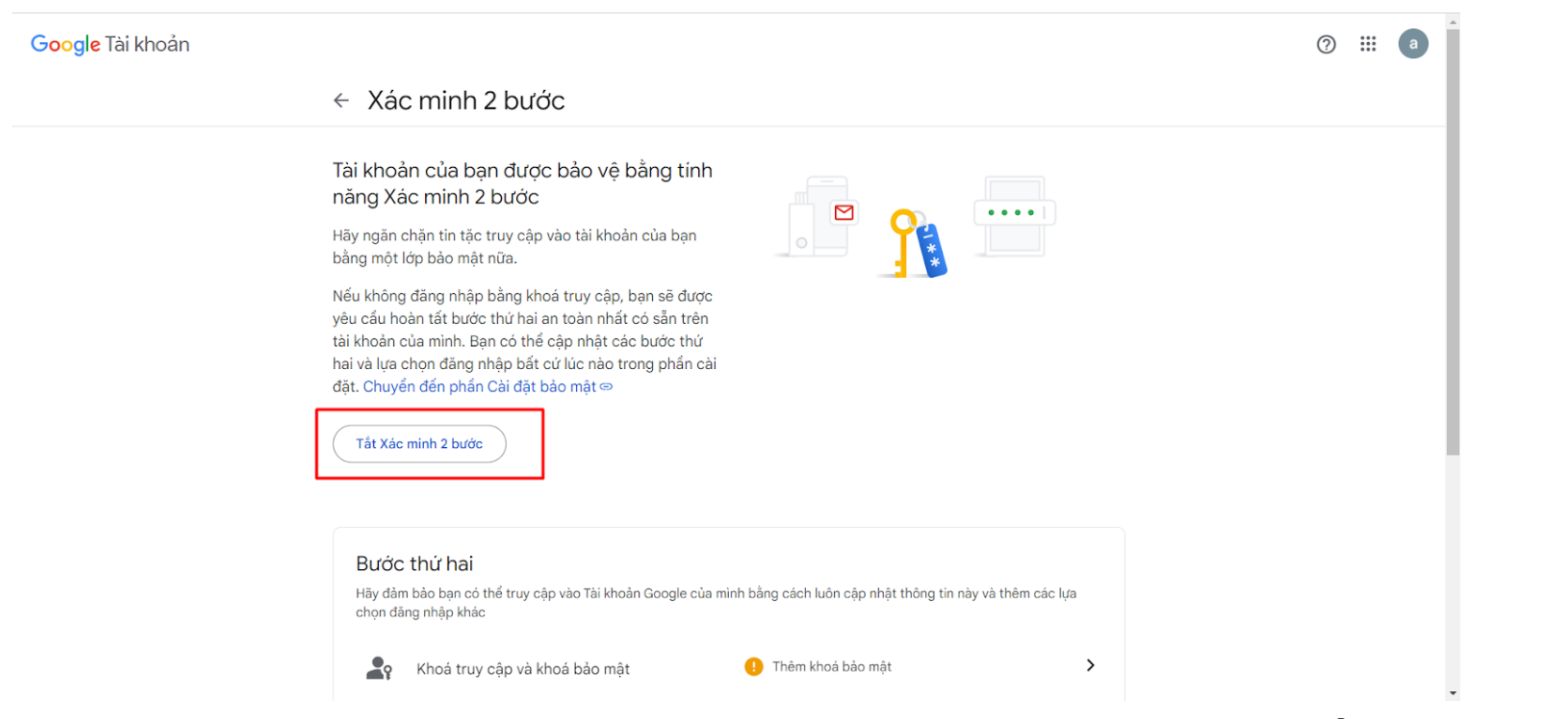 Google Tài khoản
a
Xác minh 2 bước
Tài khoản của bạn được bảo vệ bằng tính
năng Xác minh 2 bước
Hãy ngăn chặn tin tặc truy cập vào tài khoản của bạn
bằng một lớp bảo mật nữa.
Nếu không đăng nhập bằng khoá truy cập, bạn sẽ được
yêu cầu hoàn tất bước thứ hai an toàn nhất có sẵn trên
tài khoản của mình. Bạn có thể cập nhật các bước thứ
hai và lựa chọn đăng nhập bất cứ lúc nào trong phần cài
đặt. Chuyển đến phần Cài đặt bảo mật
Tắt Xác minh 2 bước
Bước thứ hai
Hãy đảm bảo bạn có thể truy cập vào Tài khoản Google của mình bằng cách luôn cập nhật thông tin này và thêm các lựa
chọn đăng nhập khác
Khoá truy cập và khoá bảo mật
Thêm khoá bảo mật